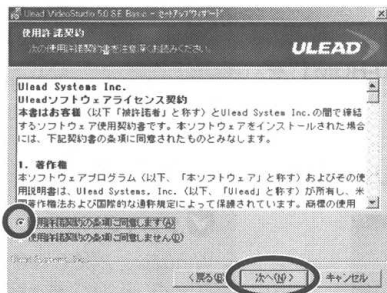 Ulead VideoStudio 5.0 SE Basic - セットアップウィザード
使用許諾契約
次の使用許諾契約書を注意深くお読みください。
ULEAD
Ulead Systems Inc.
Uleadソフトウェアライセンス契約
本書はお客様（以下「被許諾者」と称す）とUlead System Inc.の間で締結
するソフトウェア使用契約書です。本ソフトウェアをインストールされた場合
には、下記契約書の条項に同意されたものとみなします。
1. 著作権
本ソフトウェアプログラム（以下、「本ソフトウェア」と称す）およびその使
用説明書は、Ulead Systems, Inc.（以下、「Ulead」と称す）が所有し、米
国著作権法および国際的な通称規定によって保護されています。商標の使用
使用許諾契約の条項に同意します(A)
使用許諾契約の条項に同意しません(D)
Ulead Systems, Inc.
< 戻る(B)
次へ(N) >
キャンセル